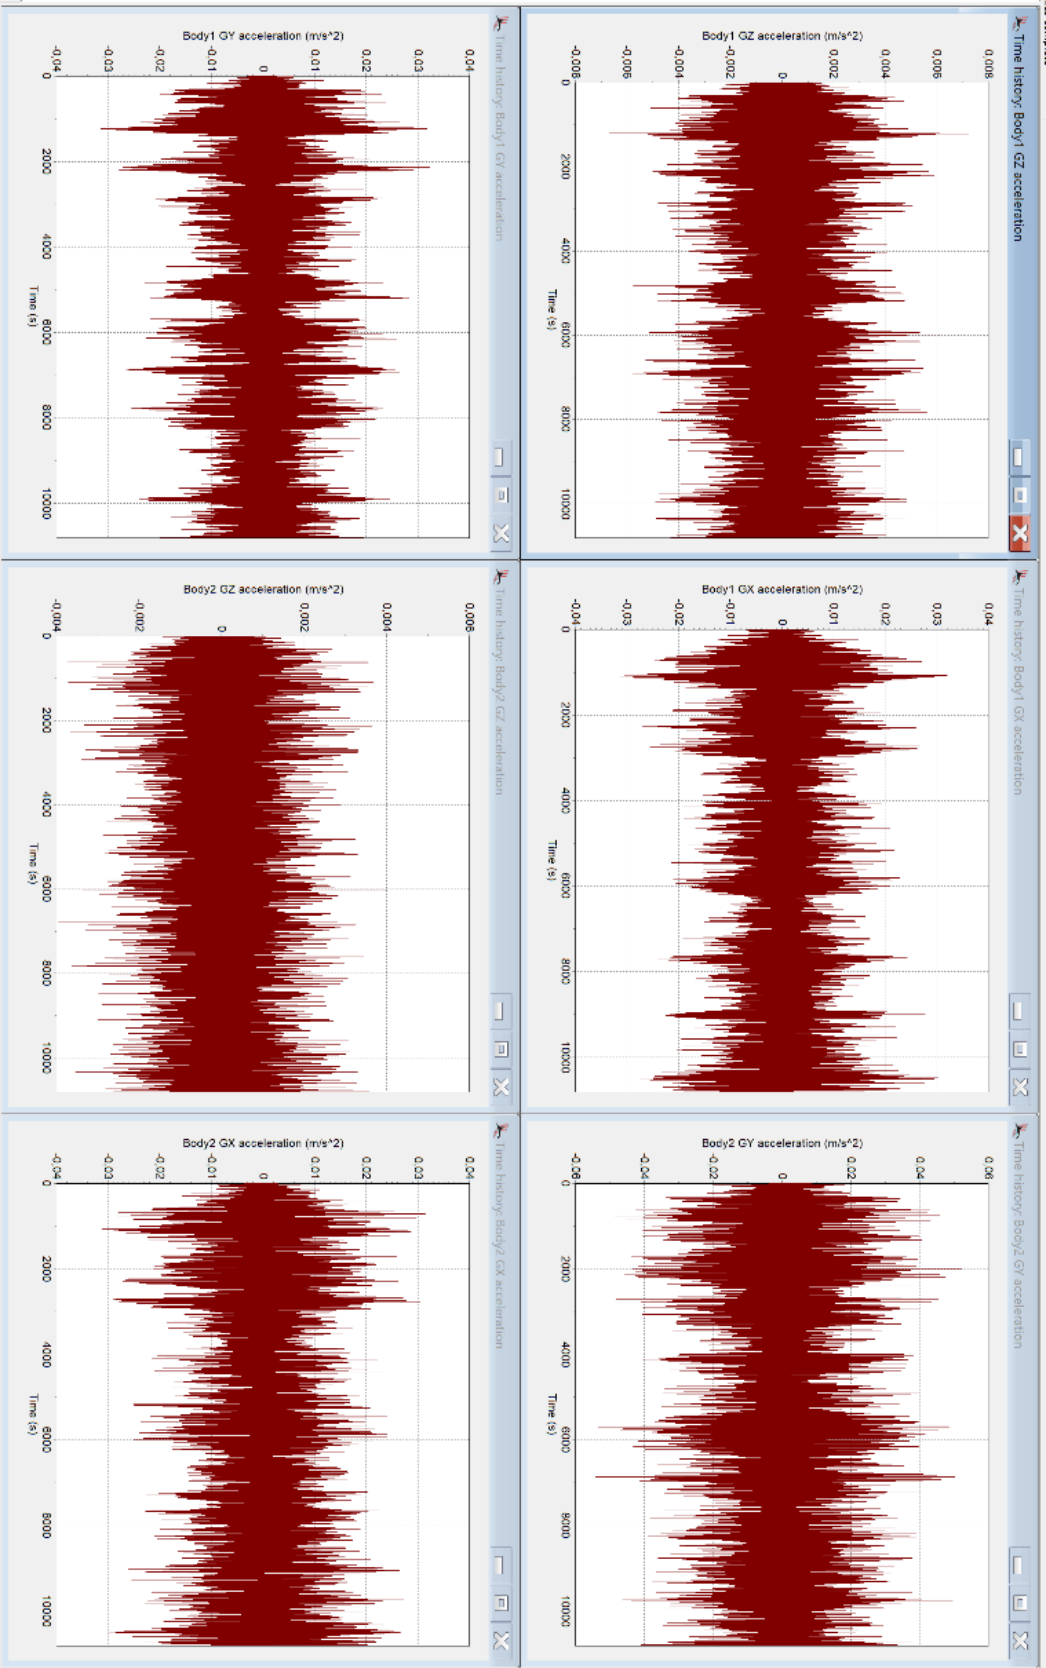 Time history: Body1 GZ acceleration
0.008
0.006
0.004
0.002
0
-0.002
-0.004
-0.006
-0.008
Body1 GZ acceleration (m/s^2)
0 2000 4000 6000 8000 10000
Time (s)
Time history: Body1 GX acceleration
0.04
0.03
0.02
0.01
0
-0.01
-0.02
-0.03
-0.04
Body1 GX acceleration (m/s^2)
0 2000 4000 6000 8000 10000
Time (s)
Time history: Body2 GY acceleration
0.06
0.04
0.02
0
-0.02
-0.04
-0.06
Body2 GY acceleration (m/s^2)
0 2000 4000 6000 8000 10000
Time (s)
Time history: Body1 GY acceleration
0.04
0.03
0.02
0.01
0
-0.01
-0.02
-0.03
-0.04
Body1 GY acceleration (m/s^2)
0 2000 4000 6000 8000 10000
Time (s)
Time history: Body2 GZ acceleration
0.006
0.004
0.002
0
-0.002
-0.004
Body2 GZ acceleration (m/s^2)
0 2000 4000 6000 8000 10000
Time (s)
Time history: Body2 GX acceleration
0.04
0.03
0.02
0.01
0
-0.01
-0.02
-0.03
-0.04
Body2 GX acceleration (m/s^2)
0 2000 4000 6000 8000 10000
Time (s)